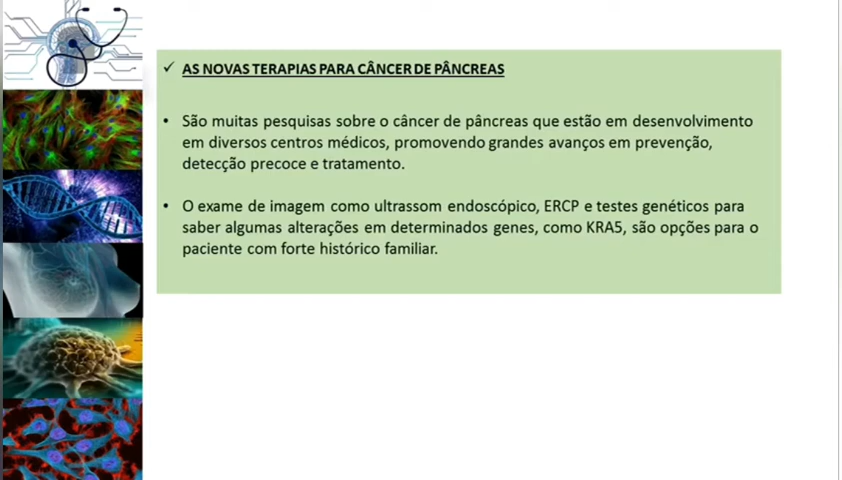 ✓ AS NOVAS TERAPIAS PARA CÂNCER DE PÂNCREAS
• São muitas pesquisas sobre o câncer de pâncreas que estão em desenvolvimento
em diversos centros médicos, promovendo grandes avanços em prevenção,
detecção precoce e tratamento.
• O exame de imagem como ultrassom endoscópico, ERCP e testes genéticos para
saber algumas alterações em determinados genes, como KRA5, são opções para o
paciente com forte histórico familiar.